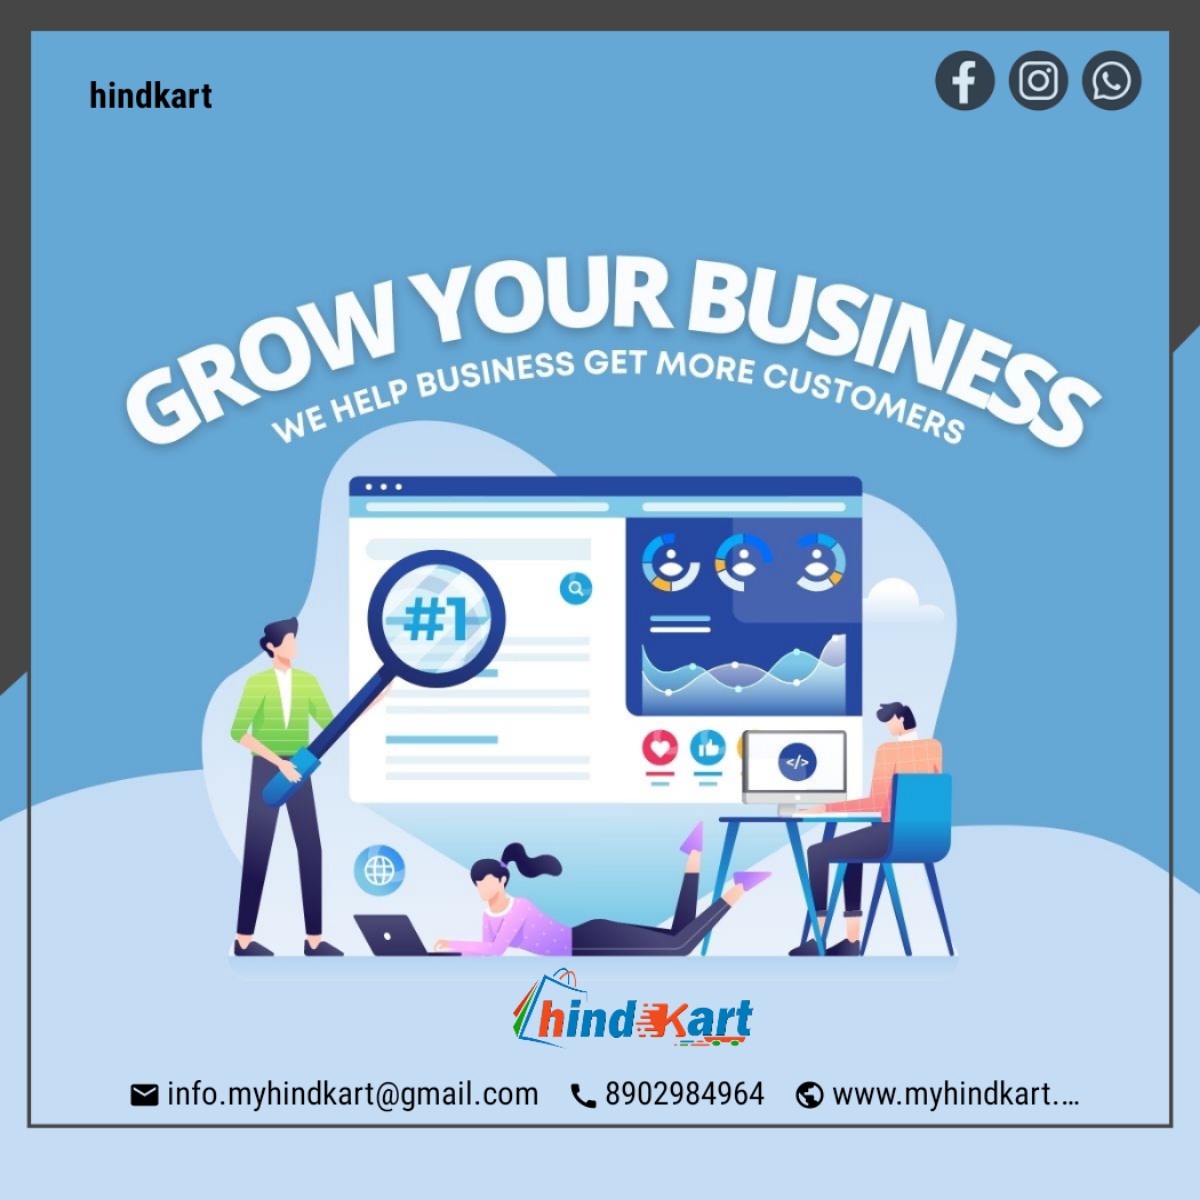 hindkart
GROW YOUR BUSINESS
WE HELP BUSINESS GET MORE CUSTOMERS
#1
</>
hindKart
info.myhindkart@gmail.com 8902984964 www.myhindkart.…